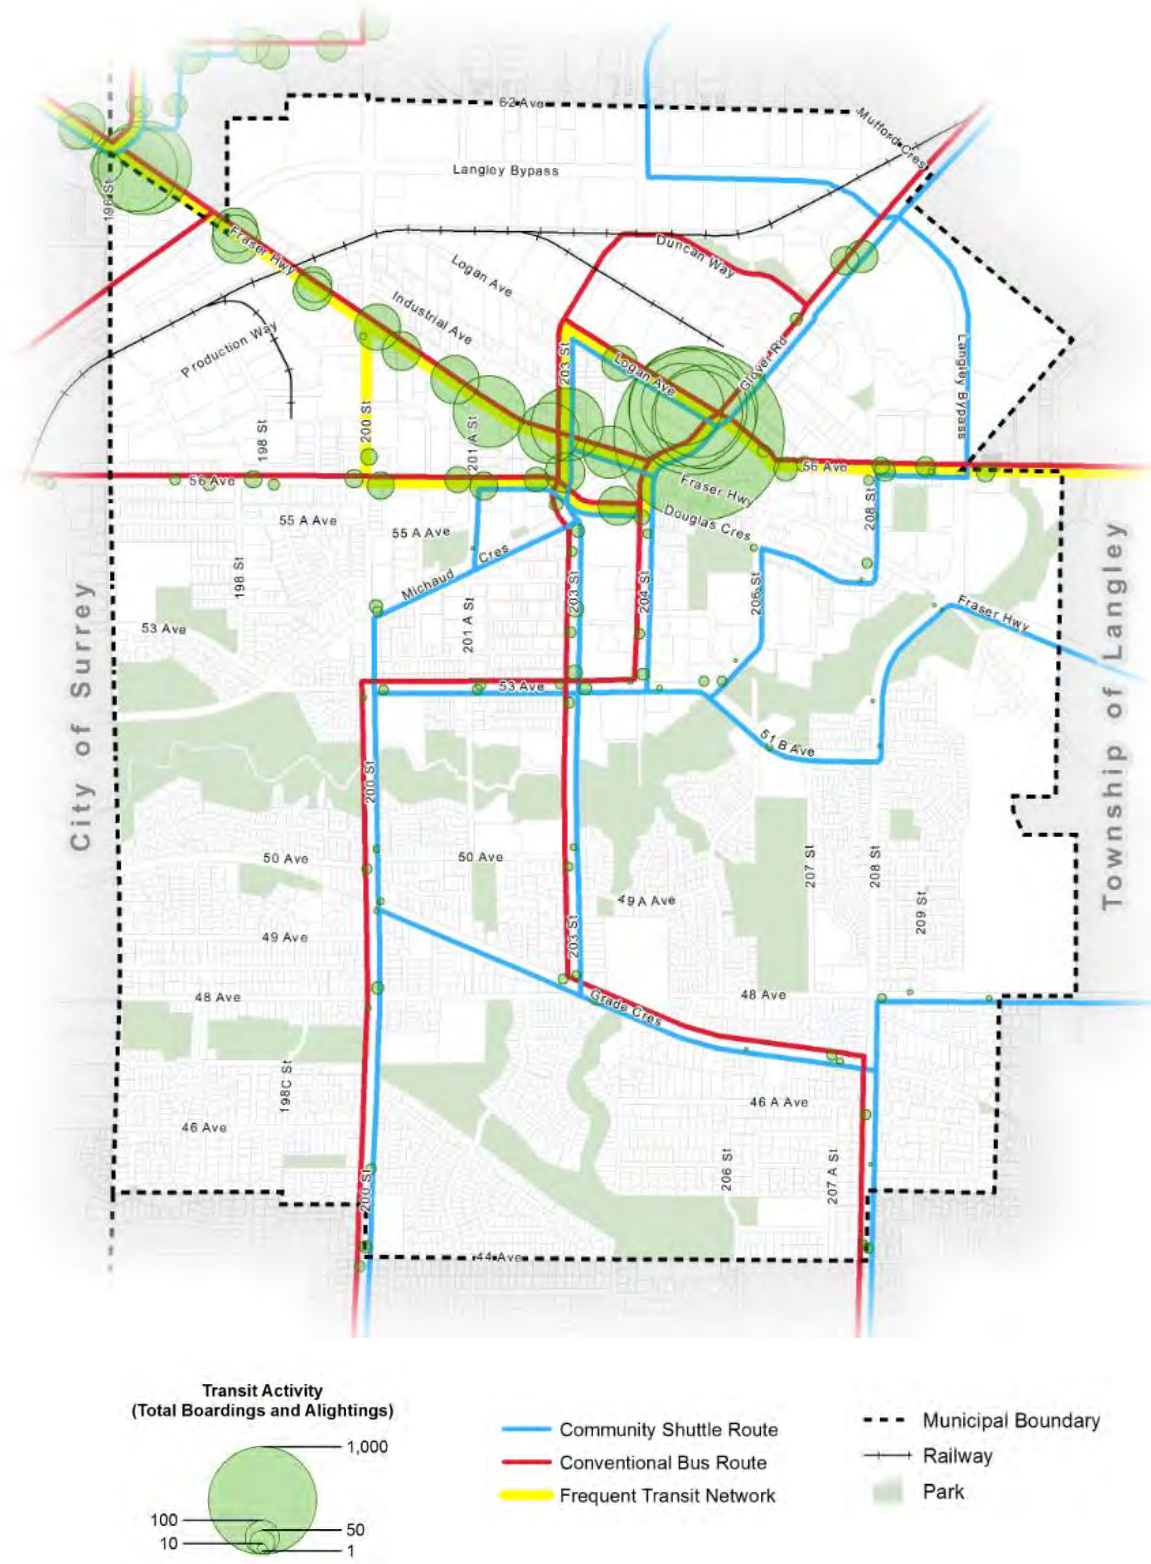 62 Ave
Mufford Cres
Langley Bypass
196 St
Fraser Hwy
Duncan Way
Logan Ave
Industrial Ave
Production Way
203 St
Logan Ave
Glover Rd
Langley Bypass
200 St
198 St
201 A St
56 Ave
56 Ave
Fraser Hwy
Douglas Cres
208 St
55 A Ave
55 A Ave
Cres
Michaud
198 St
201 A St
203 St
204 St
206 St
Fraser Hwy
53 Ave
City of Surrey
Township of Langley
53 Ave
51 B Ave
200 St
50 Ave
50 Ave
207 St
208 St
49 A Ave
209 St
49 Ave
203 St
48 Ave
Grade Cres
48 Ave
198C St
46 A Ave
46 Ave
200 St
206 St
207 A St
44 Ave
Transit Activity
(Total Boardings and Alightings)
1,000
100
50
10
1
Community Shuttle Route
Conventional Bus Route
Frequent Transit Network
Municipal Boundary
Railway
Park